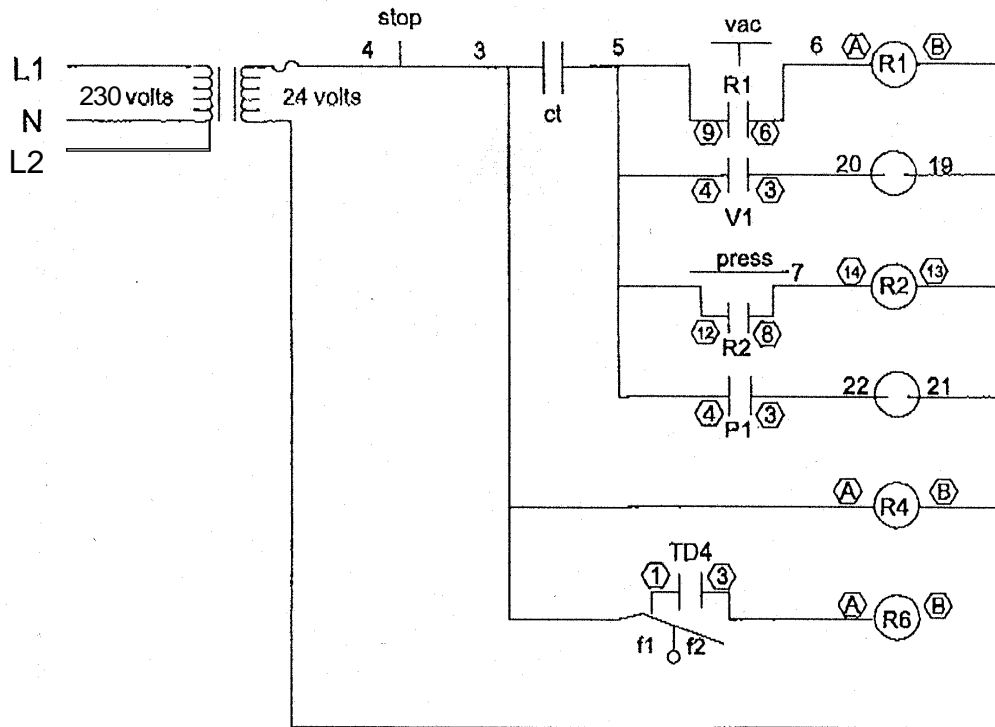 stop
vac
4 3 5 6 A B
L1 R1 R1
230 volts 24 volts
N ct 9 6
L2 20 19
4 3
V1
press
7 14 13
R2
12 8
R2
22 21
4 3
P1
A B
R4
TD4
1 3 A B
R6
f1 f2